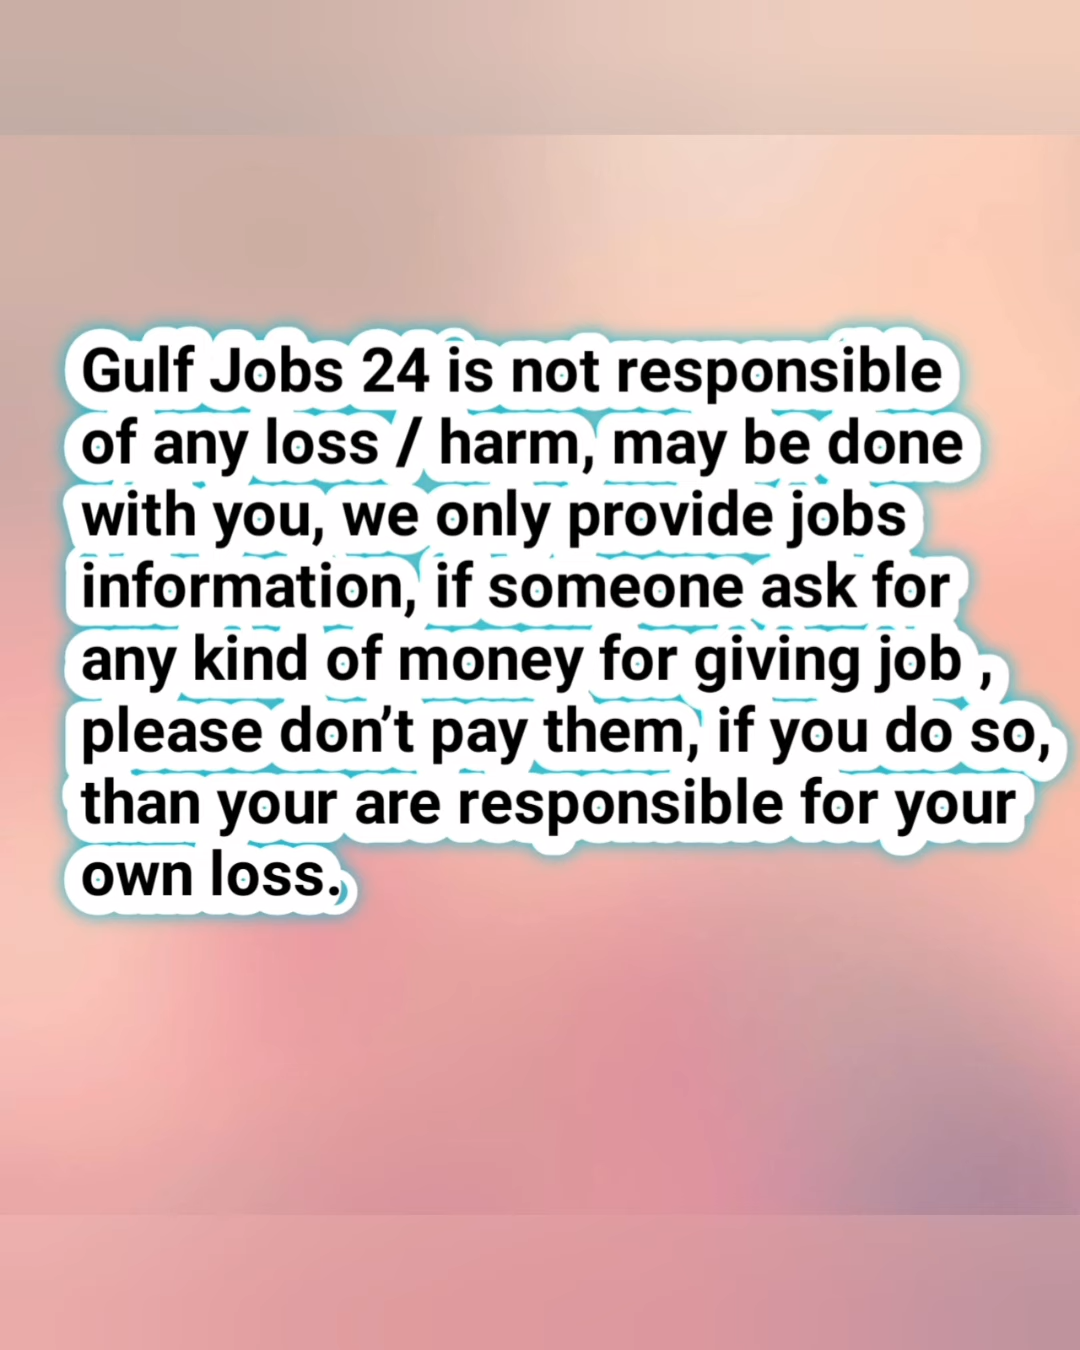 Gulf Jobs 24 is not responsible
of any loss / harm, may be done
with you, we only provide jobs
information, if someone ask for
any kind of money for giving job ,
please don’t pay them, if you do so,
than your are responsible for your
own loss.